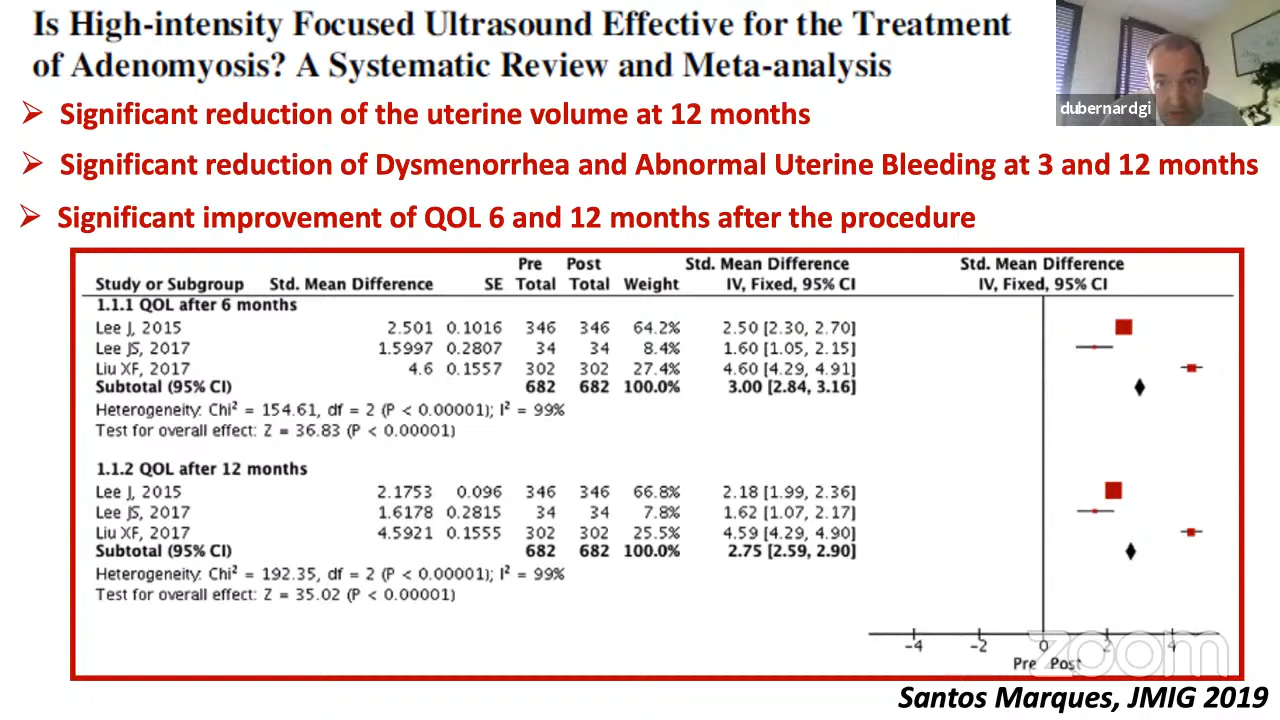 Is High-intensity Focused Ultrasound Effective for the Treatment
of Adenomyosis? A Systematic Review and Meta-analysis
dubernardgi
Significant reduction of the uterine volume at 12 months
Significant reduction of Dysmenorrhea and Abnormal Uterine Bleeding at 3 and 12 months
Significant improvement of QOL 6 and 12 months after the procedure
Pre Post Std. Mean Difference Std. Mean Difference
Study or Subgroup Std. Mean Difference SE Total Total Weight IV, Fixed, 95% CI IV, Fixed, 95% CI
1.1.1 QOL after 6 months
Lee J, 2015 2.501 0.1016 346 346 64.2% 2.50 [2.30, 2.70]
Lee JS, 2017 1.5997 0.2807 34 34 8.4% 1.60 [1.05, 2.15]
Liu XF, 2017 4.6 0.1557 302 302 27.4% 4.60 [4.29, 4.91]
Subtotal (95% CI) 682 682 100.0% 3.00 [2.84, 3.16]
Heterogeneity: Chi² = 154.61, df = 2 (P < 0.00001); I² = 99%
Test for overall effect: Z = 36.83 (P < 0.00001)
1.1.2 QOL after 12 months
Lee J, 2015 2.1753 0.096 346 346 66.8% 2.18 [1.99, 2.36]
Lee JS, 2017 1.6178 0.2815 34 34 7.8% 1.62 [1.07, 2.17]
Liu XF, 2017 4.5921 0.1555 302 302 25.5% 4.59 [4.29, 4.90]
Subtotal (95% CI) 682 682 100.0% 2.75 [2.59, 2.90]
Heterogeneity: Chi² = 192.35, df = 2 (P < 0.00001); I² = 99%
Test for overall effect: Z = 35.02 (P < 0.00001)
-4 -2 0 2 4
Pre Post
zoom
Santos Marques, JMIG 2019